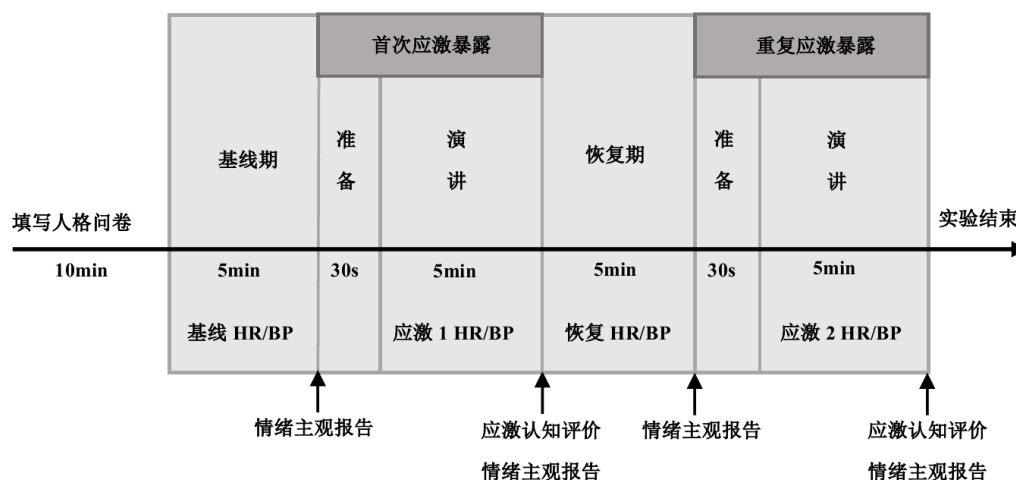 首次应激暴露
重复应激暴露
基线期
准备
演讲
恢复期
准备
演讲
填写人格问卷
实验结束
10min
5min
30s
5min
5min
30s
5min
基线 HR/BP
应激 1 HR/BP
恢复 HR/BP
应激 2 HR/BP
情绪主观报告
应激认知评价
情绪主观报告
情绪主观报告
应激认知评价
情绪主观报告